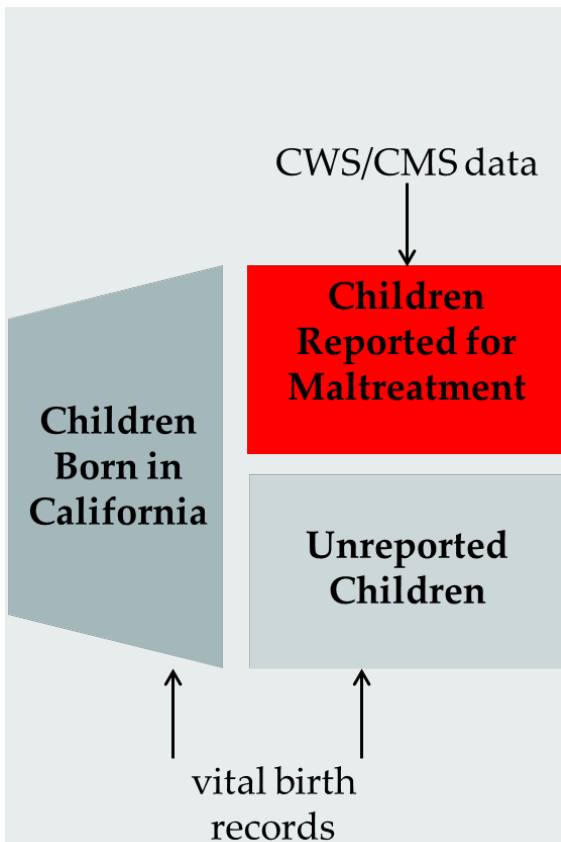 CWS/CMS data
Children
Reported for
Maltreatment
Children
Born in
California
Unreported
Children
vital birth
records